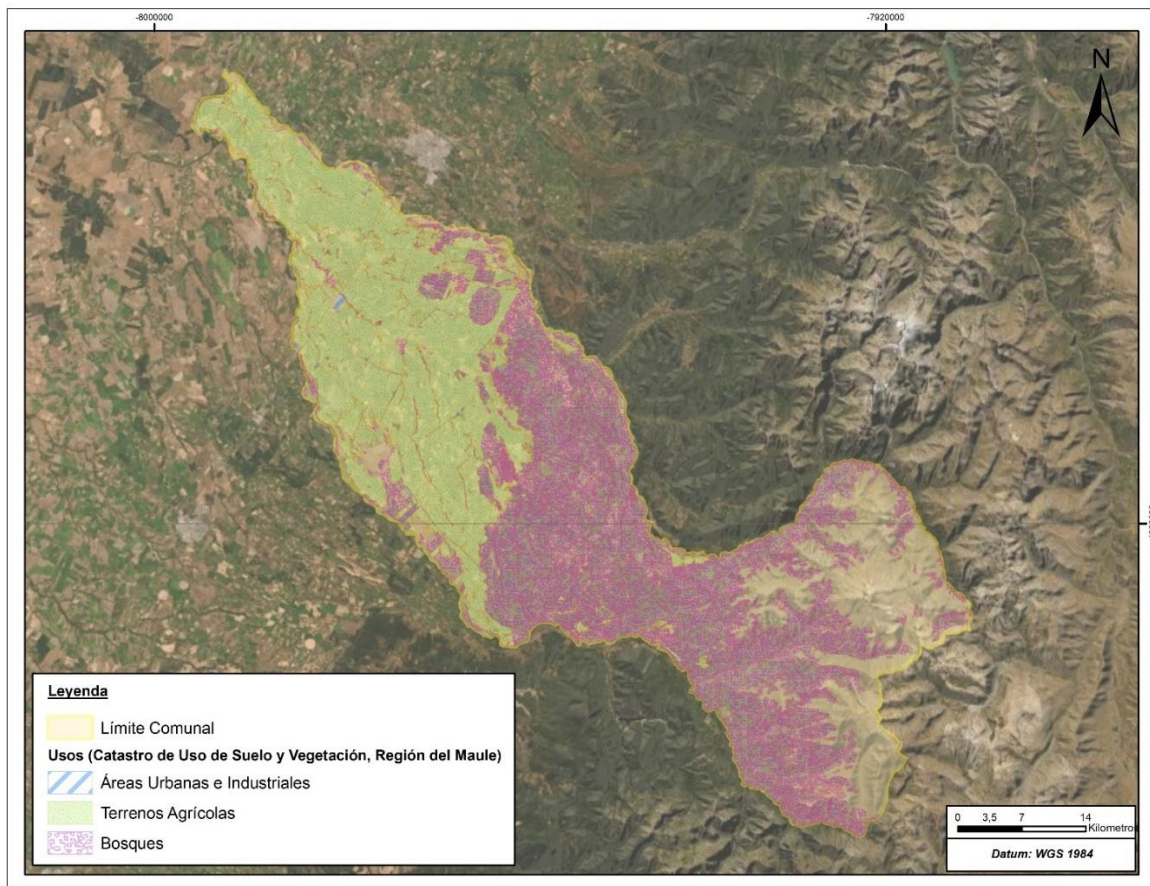 -8000000
-7920000
N
Leyenda
Límite Comunal
Usos (Catastro de Uso de Suelo y Vegetación, Región del Maule)
Áreas Urbanas e Industriales
Terrenos Agrícolas
Bosques
0 3,5 7 14
Kilometros
Datum: WGS 1984